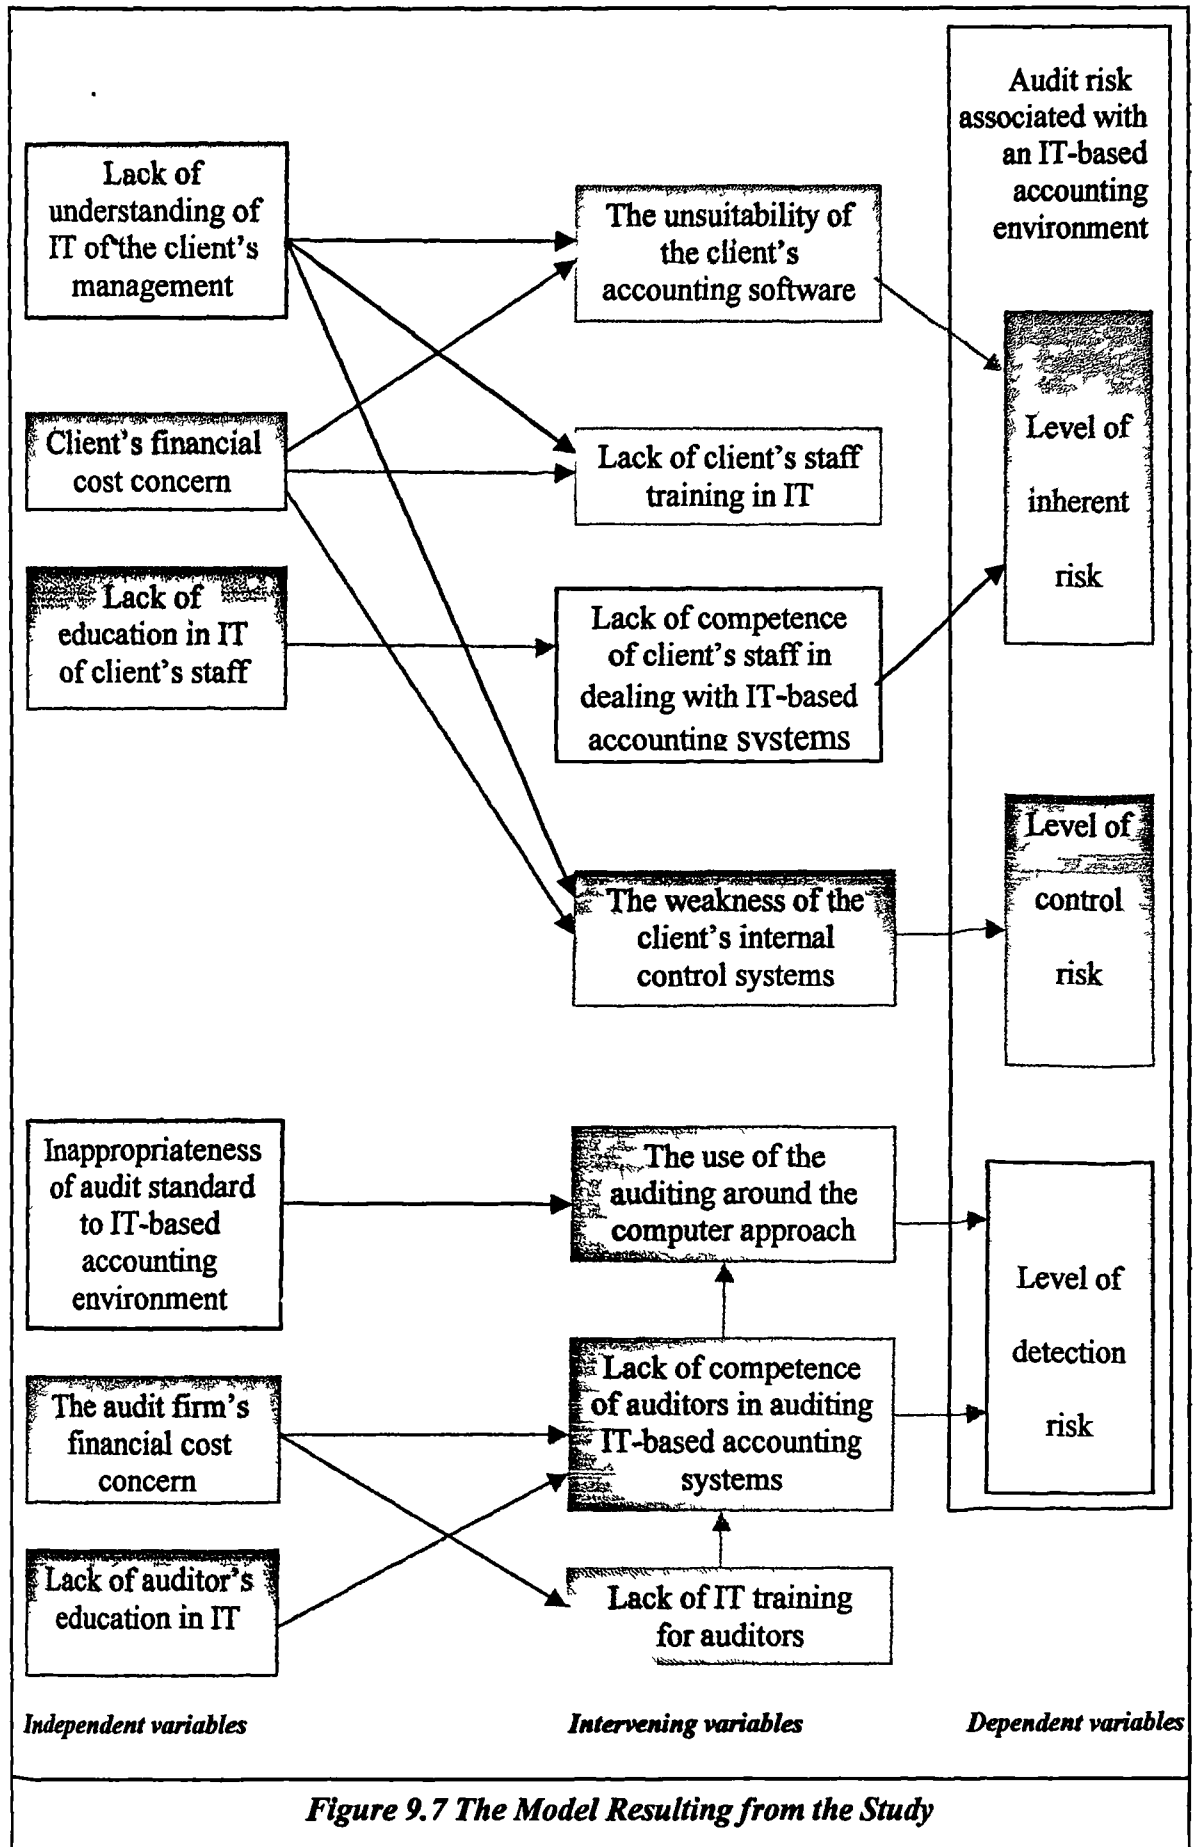 Audit risk
associated with
an IT-based
accounting
environment
Lack of
understanding of
IT of the client's
management
The unsuitability of
the client's
accounting software
Client's financial
cost concern
Lack of client's staff
training in IT
Level of
inherent
risk
Lack of
education in IT
of client's staff
Lack of competence
of client's staff in
dealing with IT-based
accounting systems
The weakness of the
client's internal
control systems
Level of
control
risk
Inappropriateness
of audit standard
to IT-based
accounting
environment
The use of the
auditing around the
computer approach
Level of
detection
risk
The audit firm's
financial cost
concern
Lack of competence
of auditors in auditing
IT-based accounting
systems
Lack of auditor's
education in IT
Lack of IT training
for auditors
Independent variables
Intervening variables
Dependent variables
Figure 9.7 The Model Resulting from the Study